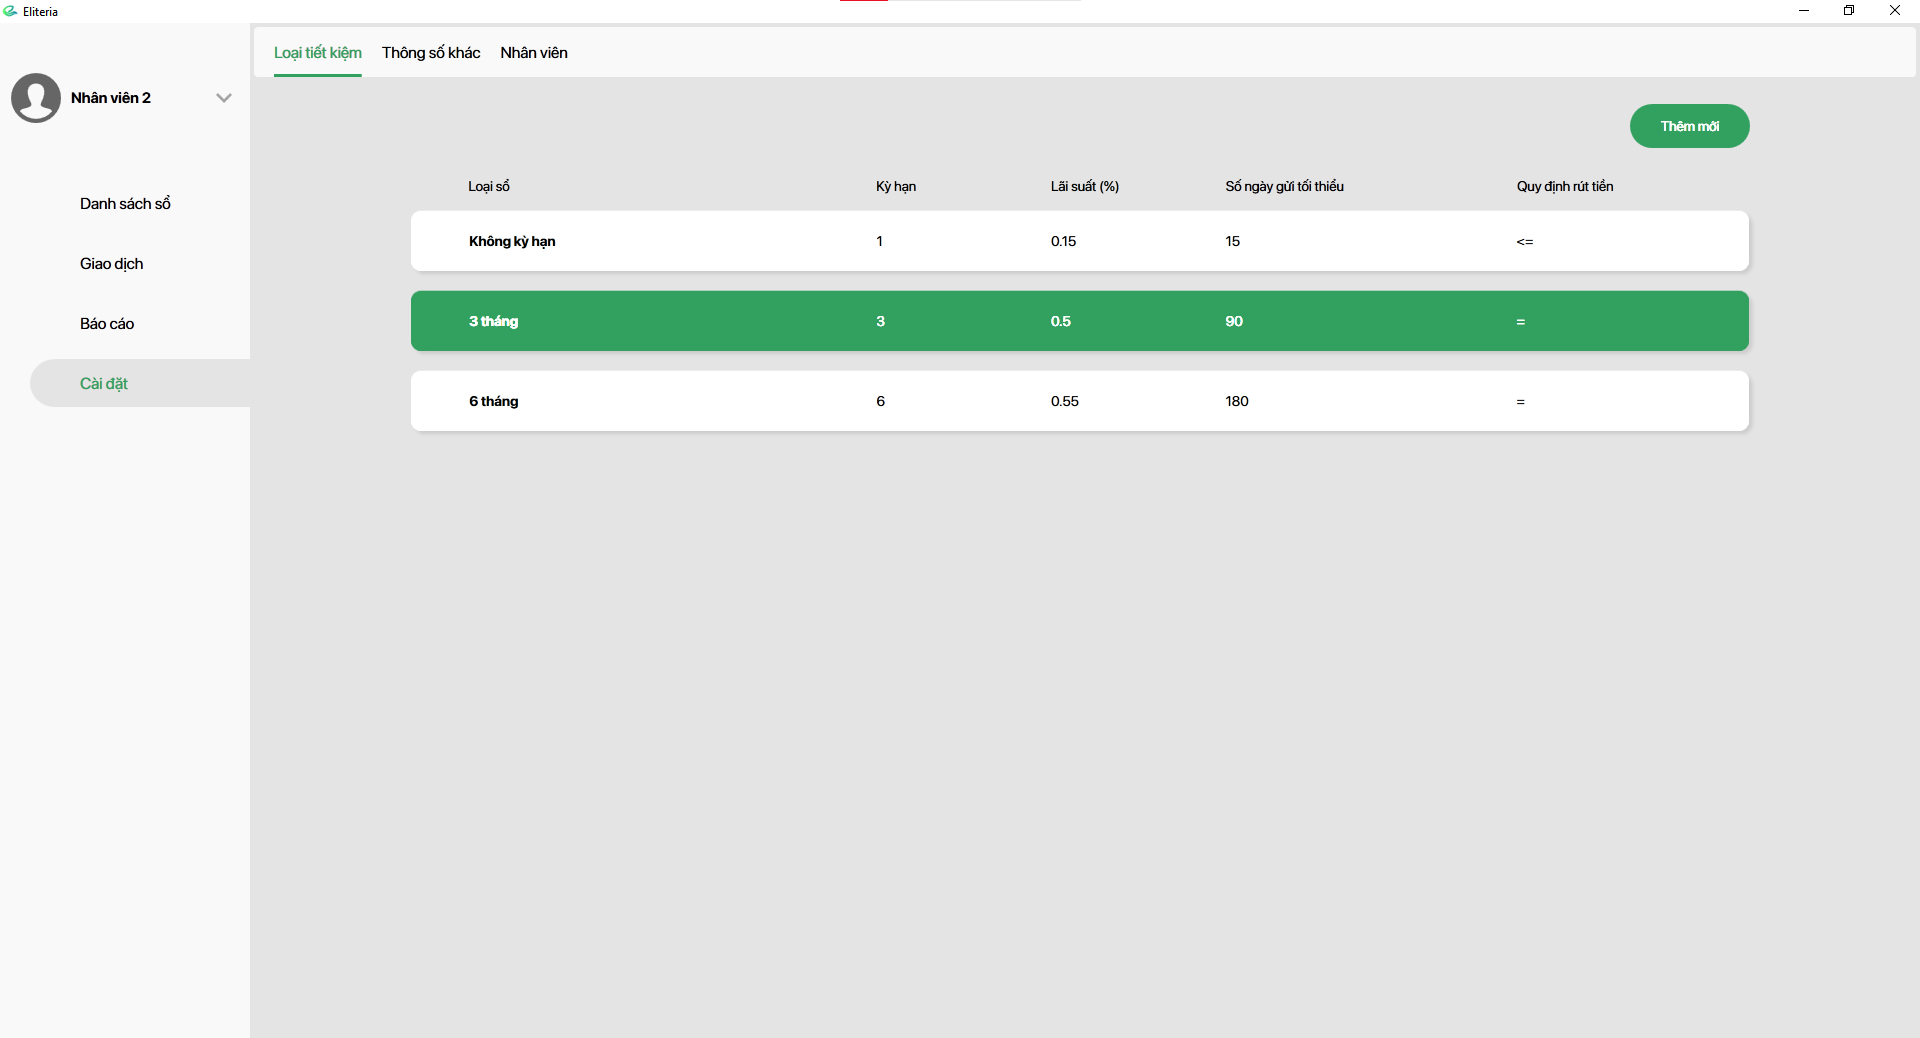 Eliteria
Loại tiết kiệm Thông số khác Nhân viên
Nhân viên 2
Thêm mới
Danh sách sổ
Giao dịch
Báo cáo
Cài đặt
Loại sổ Kỳ hạn Lãi suất (%) Số ngày gửi tối thiểu Quy định rút tiền
Không kỳ hạn 1 0.15 15 <=
3 tháng 3 0.5 90 =
6 tháng 6 0.55 180 =